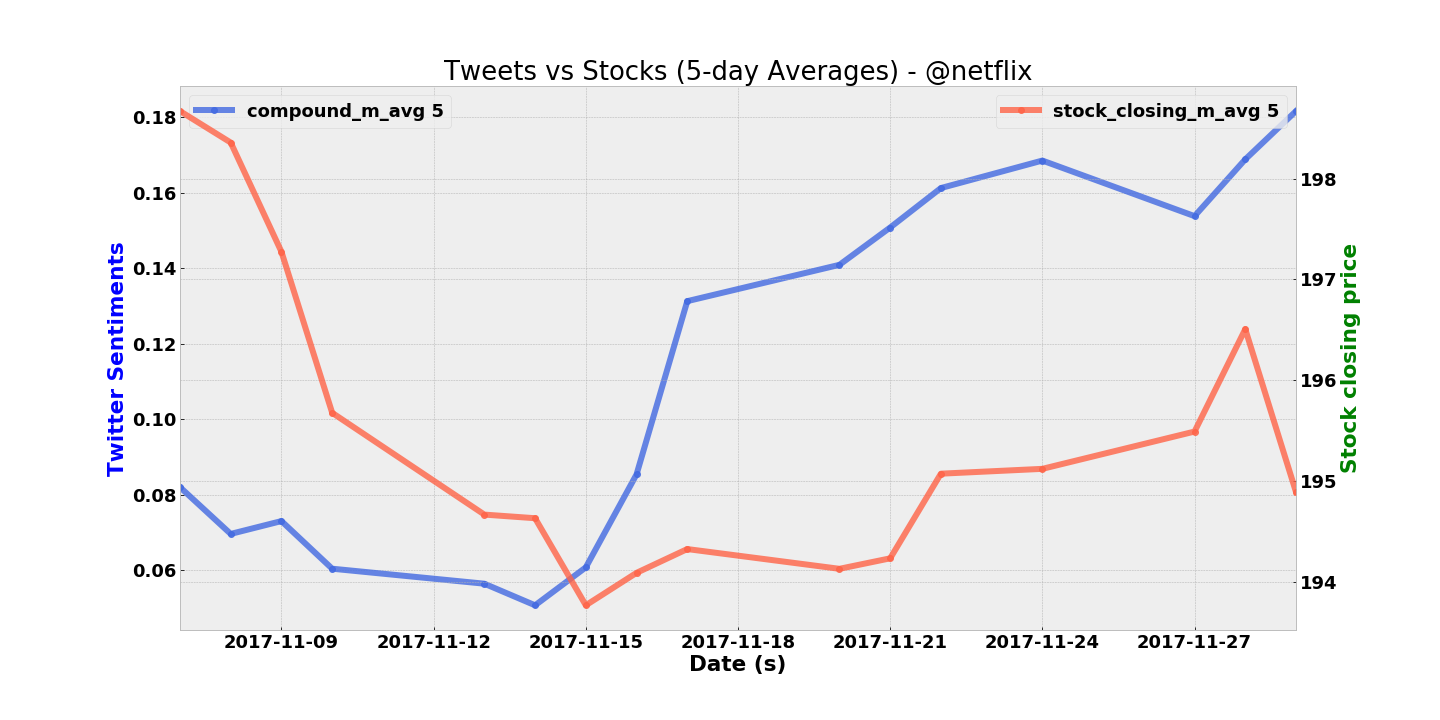 Tweets vs Stocks (5-day Averages) - @netflix
compound_m_avg 5
stock_closing_m_avg 5
Twitter Sentiments
0.18
0.16
0.14
0.12
0.10
0.08
0.06
198
197
196
195
194
Stock closing price
2017-11-09 2017-11-12 2017-11-15 2017-11-18 2017-11-21 2017-11-24 2017-11-27
Date (s)